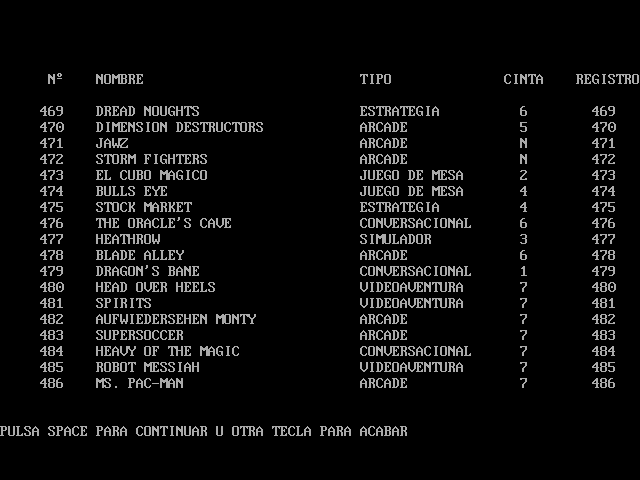 Nº NOMBRE TIPO CINTA REGISTRO
469 DREAD NOUGHTS ESTRATEGIA 6 469
470 DIMENSION DESTRUCTORS ARCADE 5 470
471 JAWZ ARCADE N 471
472 STORM FIGHTERS ARCADE N 472
473 EL CUBO MAGICO JUEGO DE MESA 2 473
474 BULLS EYE JUEGO DE MESA 4 474
475 STOCK MARKET ESTRATEGIA 4 475
476 THE ORACLE'S CAVE CONVERSACIONAL 6 476
477 HEATHROW SIMULADOR 3 477
478 BLADE ALLEY ARCADE 6 478
479 DRAGON'S BANE CONVERSACIONAL 1 479
480 HEAD OVER HEELS VIDEOAVENTURA 7 480
481 SPIRITS VIDEOAVENTURA 7 481
482 AUFWIEDERSEHEN MONTY ARCADE 7 482
483 SUPERSOCCER ARCADE 7 483
484 HEAVY OF THE MAGIC CONVERSACIONAL 7 484
485 ROBOT MESSIAH VIDEOAVENTURA 7 485
486 MS. PAC-MAN ARCADE 7 486
PULSA SPACE PARA CONTINUAR U OTRA TECLA PARA ACABAR